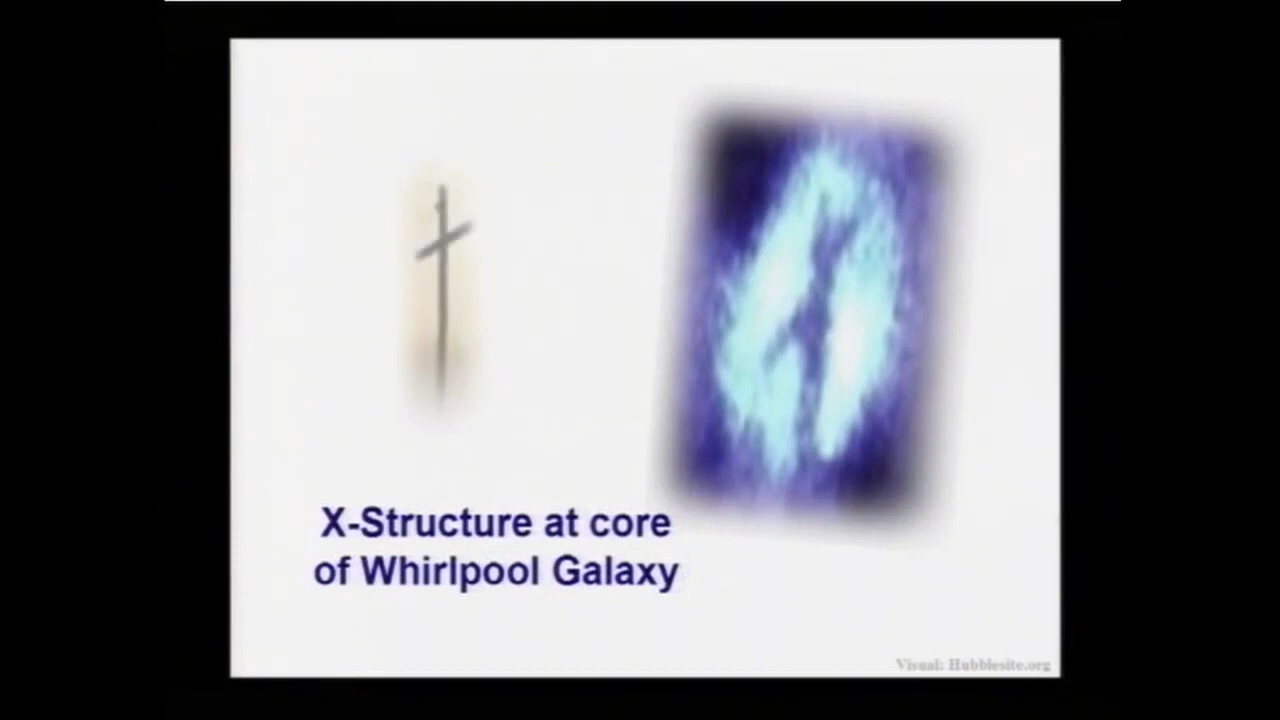 X-Structure at core
of Whirlpool Galaxy
Visual: Hubblesite.org